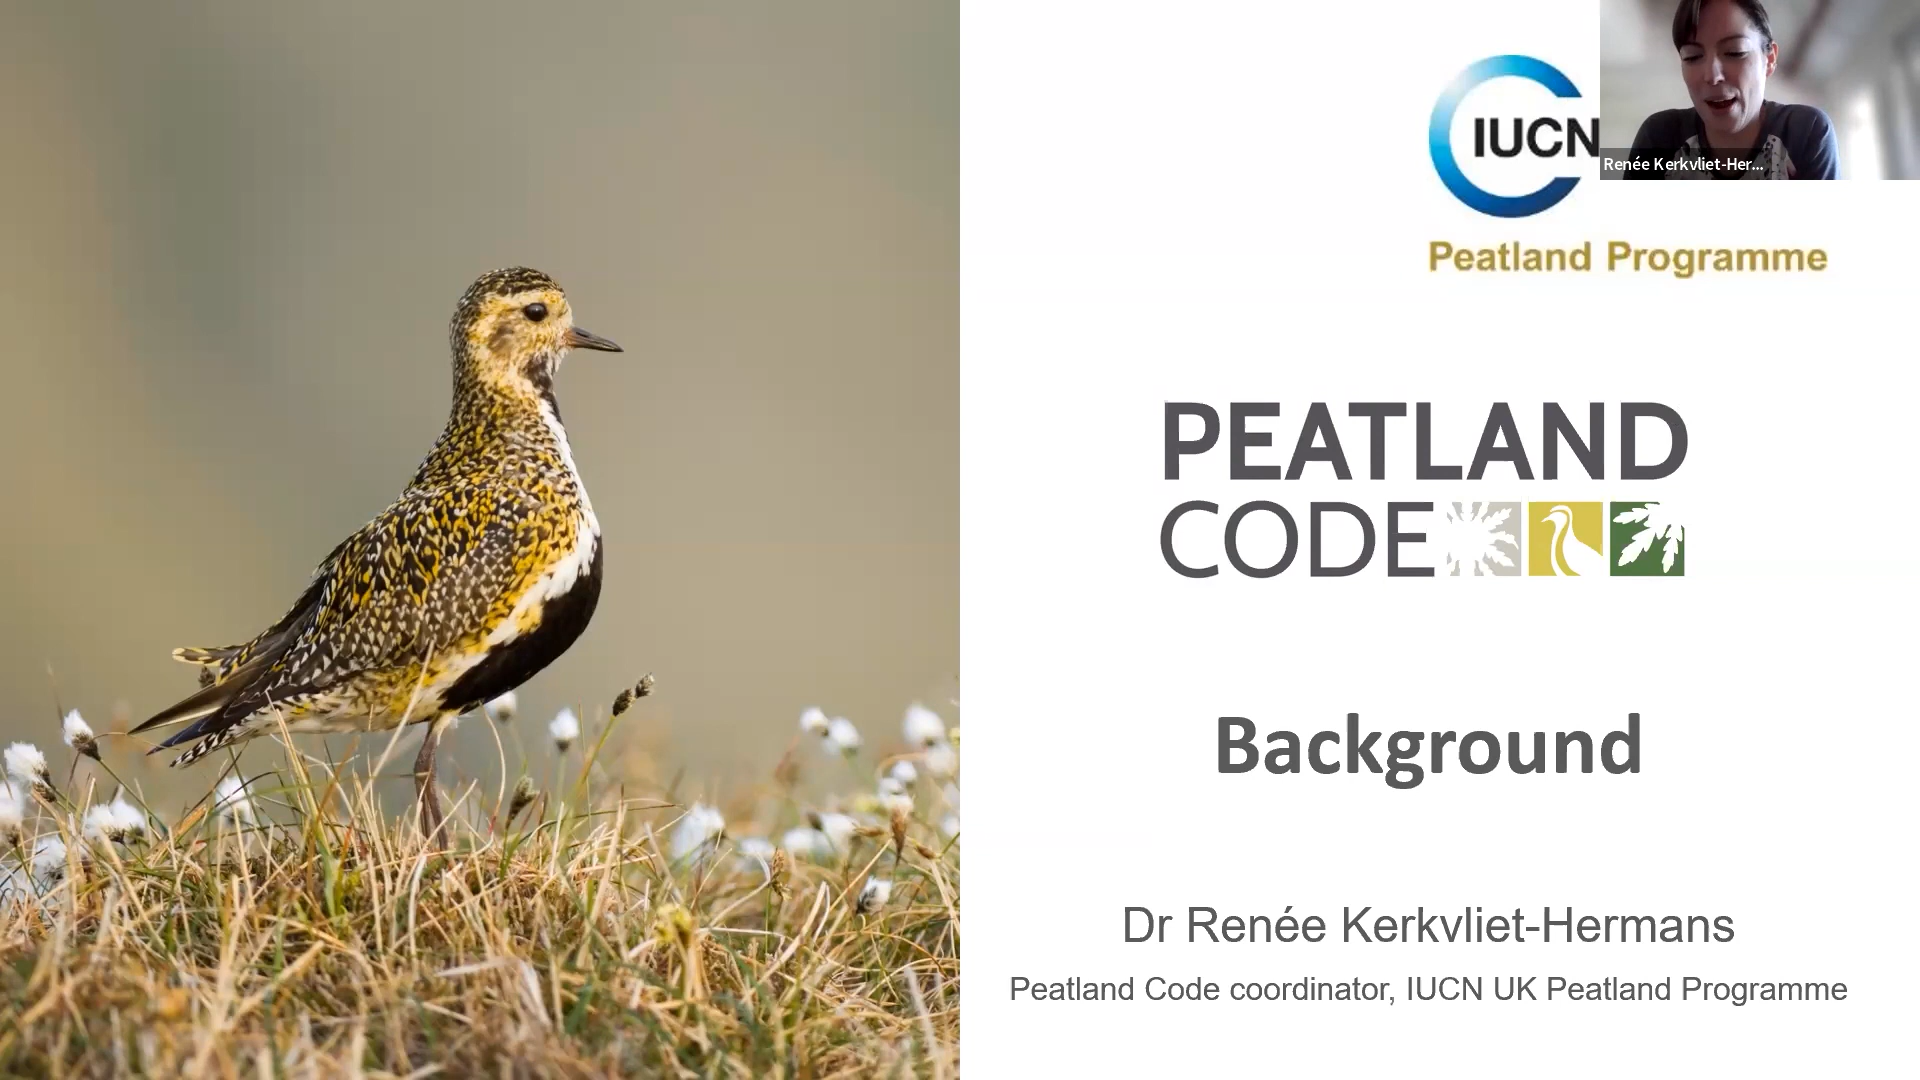 IUCN
Renée Kerkvliet-Her...
Peatland Programme
PEATLAND
CODE
Background
Dr Renée Kerkvliet-Hermans
Peatland Code coordinator, IUCN UK Peatland Programme